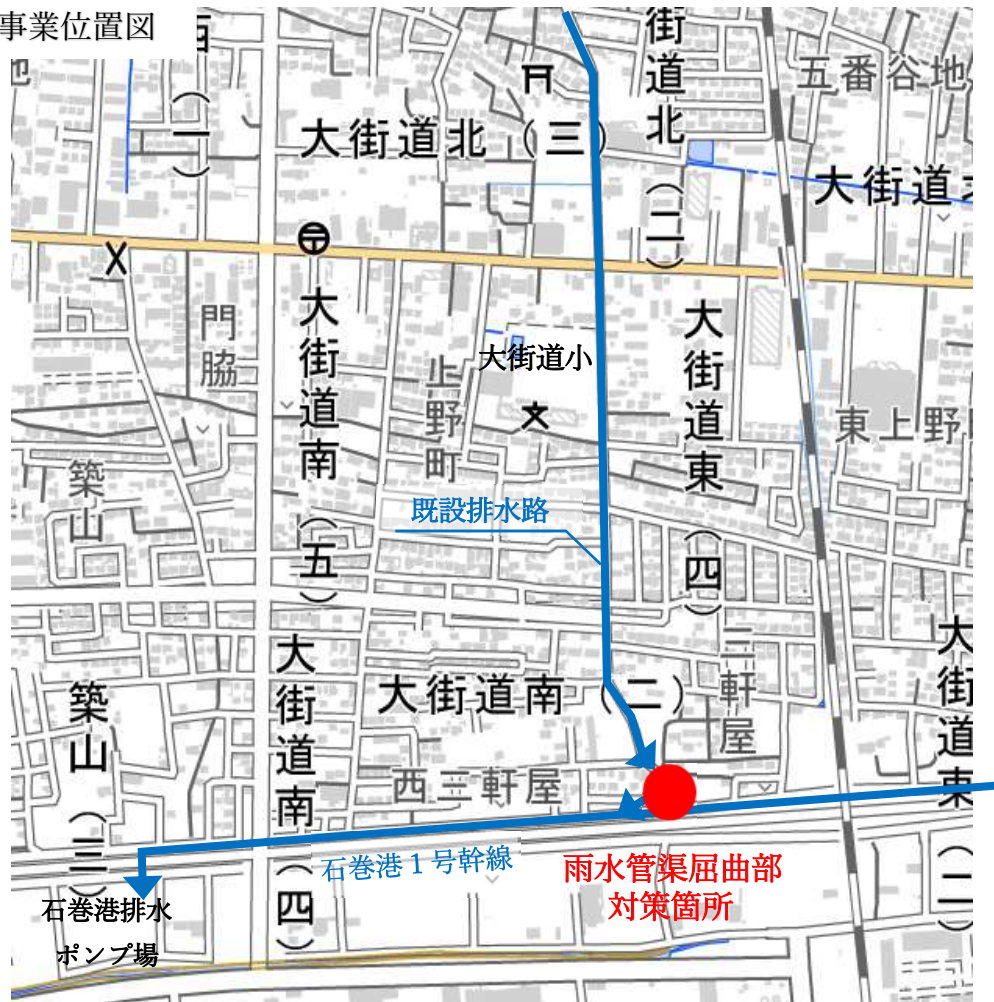 事業位置図
西(一)
大街道北(三)
街道北(二)
五番谷地
大街道北
門脇
大街道南(五)
上野町
大街道小
大街道東(四)
東上野町
築山
既設排水路
大街道南(四)
大街道南(二)
三軒屋
大街道東(二)
築山(三)
西三軒屋
石巻港1号幹線
雨水管渠屈曲部
対策箇所
石巻港排水
ポンプ場